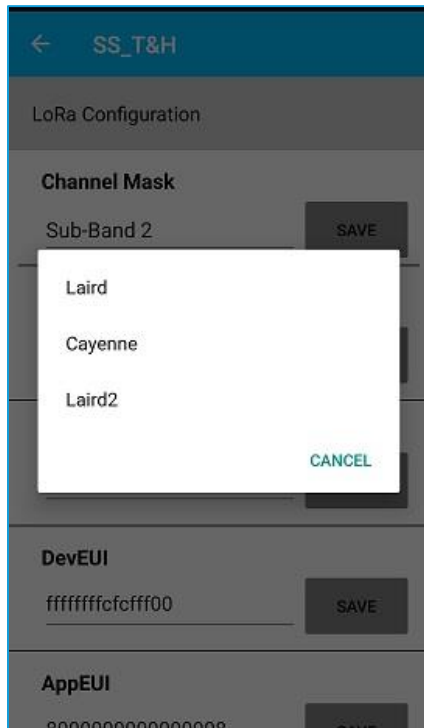 ← SS_T&H
LoRa Configuration
Channel Mask
Sub-Band 2
SAVE
Laird
Cayenne
Laird2
CANCEL
DevEUI
ffffffffcfcfff00
SAVE
AppEUI